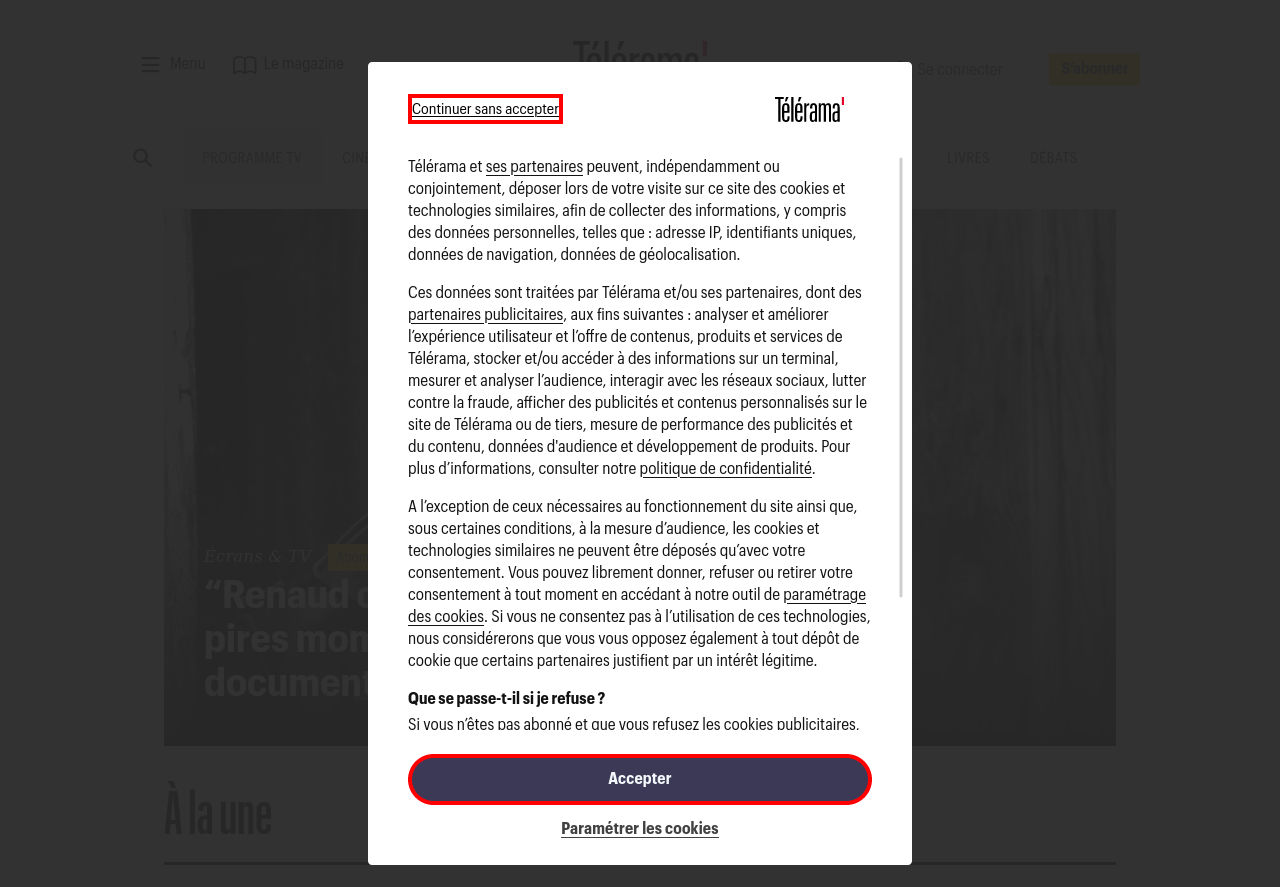 Menu
Le magazine
Télérama'
Se connecter
S'abonner
Continuer sans accepter
Télérama'
PROGRAMME TV
LIVRES
DÉBATS
Télérama et ses partenaires peuvent, indépendamment ou
conjointement, déposer lors de votre visite sur ce site des cookies et
technologies similaires, afin de collecter des informations, y compris
des données personnelles, telles que : adresse IP, identifiants uniques,
données de navigation, données de géolocalisation.
Ces données sont traitées par Télérama et/ou ses partenaires, dont des
partenaires publicitaires, aux fins suivantes : analyser et améliorer
l’expérience utilisateur et l’offre de contenus, produits et services de
Télérama, stocker et/ou accéder à des informations sur un terminal,
mesurer et analyser l’audience, interagir avec les réseaux sociaux, lutter
contre la fraude, afficher des publicités et contenus personnalisés sur le
site de Télérama ou de tiers, mesure de performance des publicités et
du contenu, données d'audience et développement de produits. Pour
plus d’informations, consulter notre politique de confidentialité.
A l’exception de ceux nécessaires au fonctionnement du site ainsi que,
sous certaines conditions, à la mesure d’audience, les cookies et
technologies similaires ne peuvent être déposés qu’avec votre
consentement. Vous pouvez librement donner, refuser ou retirer votre
consentement à tout moment en accédant à notre outil de paramétrage
des cookies. Si vous ne consentez pas à l’utilisation de ces technologies,
nous considérerons que vous vous opposez également à tout dépôt de
cookie que certains partenaires justifient par un intérêt légitime.
Que se passe-t-il si je refuse ?
Si vous n’êtes pas abonné et que vous refusez les cookies publicitaires,
Écrans & TV
“Renaud
pires
document
Accepter
Paramétrer les cookies
À la une